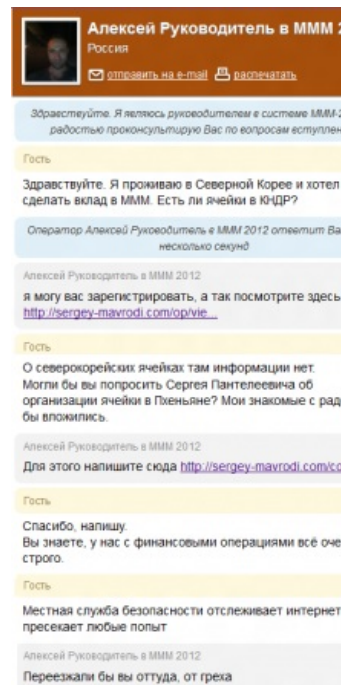 Алексей Руководитель в МММ 2
Россия
отправить на e-mail распечатать
Здравствуйте. Я являюсь руководителем в системе МММ-2
радостью проконсультирую Вас по вопросам вступлен
Гость
Здравствуйте. Я проживаю в Северной Корее и хотел
сделать вклад в МММ. Есть ли ячейки в КНДР?
Оператор Алексей Руководитель в МММ 2012 ответит Ва
несколько секунд
Алексей Руководитель в МММ 2012
я могу вас зарегистрировать, а так посмотрите здесь
http://sergey-mavrodi.com/op/vie...
Гость
О северокорейских ячейках там информации нет.
Могли бы вы попросить Сергея Пантелеевича об
организации ячейки в Пхеньяне? Мои знакомые с рад
бы вложились.
Алексей Руководитель в МММ 2012
Для этого напишите сюда http://sergey-mavrodi.com/co
Гость
Спасибо, напишу.
Вы знаете, у нас с финансовыми операциями всё оче
строго.
Гость
Местная служба безопасности отслеживает интернет
пресекает любые попыт
Алексей Руководитель в МММ 2012
Переезжали бы вы оттуда, от греха